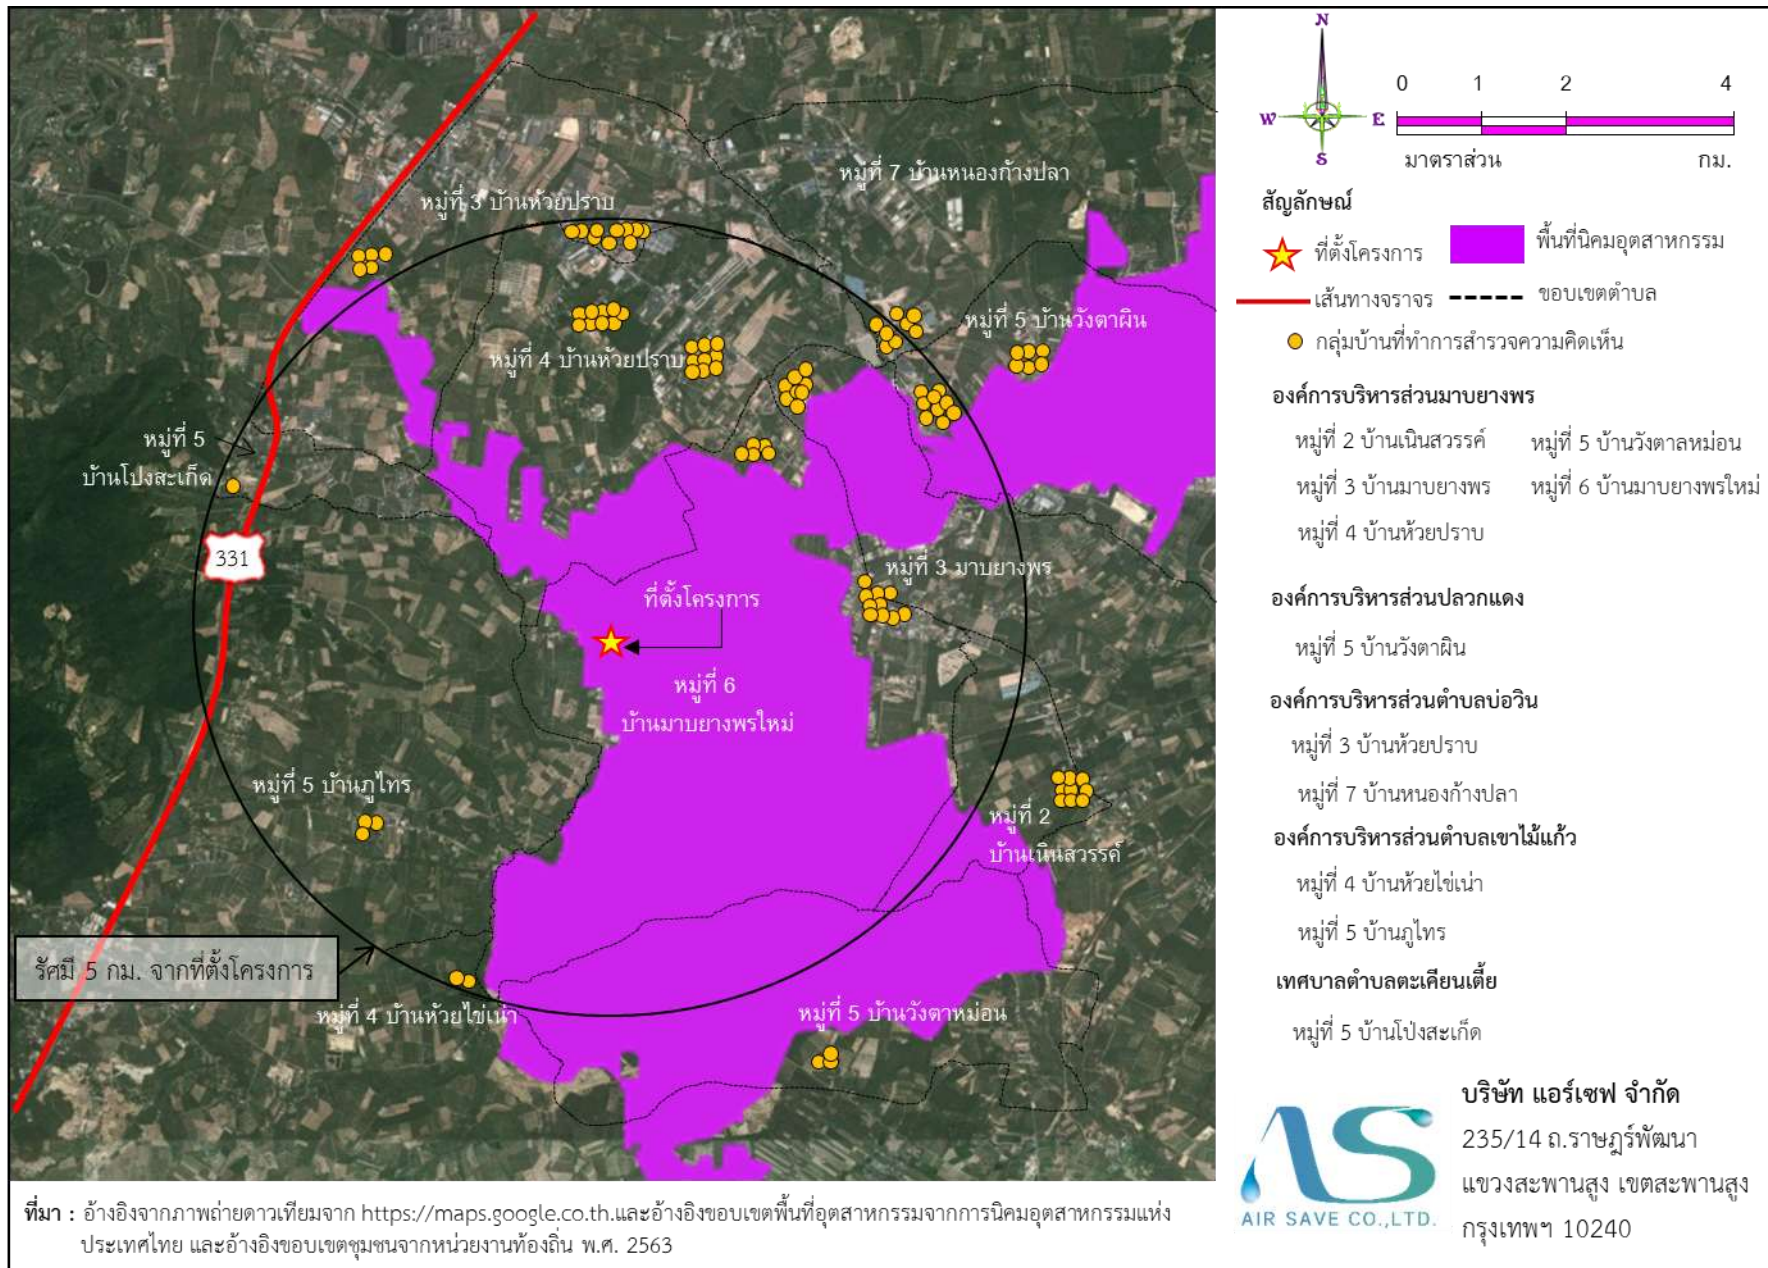 หมู่ที่ 7 บ้านหนองก้างปลา
หมู่ที่ 3 บ้านห้วยปราบ
หมู่ที่ 5 บ้านวังตาผิน
หมู่ที่ 4 บ้านห้วยปราบ
หมู่ที่ 5
บ้านโปงสะเก็ด
331
หมู่ที่ 3 มาบยางพร
ที่ตั้งโครงการ
หมู่ที่ 6
บ้านมาบยางพรใหม่
หมู่ที่ 5 บ้านภูไทร
หมู่ที่ 2
บ้านเนินสวรรค์
รัศมี 5 กม. จากที่ตั้งโครงการ
หมู่ที่ 4 บ้านห้วยไข่เน่า
หมู่ที่ 5 บ้านวังตาหม่อน
N
W E
S
0 1 2 4
มาตราส่วน กม.
สัญลักษณ์
ที่ตั้งโครงการ พื้นที่นิคมอุตสาหกรรม
เส้นทางจราจร ขอบเขตตำบล
กลุ่มบ้านที่ทำการสำรวจความคิดเห็น
องค์การบริหารส่วนมาบยางพร
หมู่ที่ 2 บ้านเนินสวรรค์ หมู่ที่ 5 บ้านวังตาลหม่อน
หมู่ที่ 3 บ้านมาบยางพร หมู่ที่ 6 บ้านมาบยางพรใหม่
หมู่ที่ 4 บ้านห้วยปราบ
องค์การบริหารส่วนปลวกแดง
หมู่ที่ 5 บ้านวังตาผิน
องค์การบริหารส่วนตำบลบ่อวิน
หมู่ที่ 3 บ้านห้วยปราบ
หมู่ที่ 7 บ้านหนองก้างปลา
องค์การบริหารส่วนตำบลเขาไม้แก้ว
หมู่ที่ 4 บ้านห้วยไข่เน่า
หมู่ที่ 5 บ้านภูไทร
เทศบาลตำบลตะเคียนเตี้ย
หมู่ที่ 5 บ้านโป่งสะเก็ด
AS
AIR SAVE CO.,LTD.
บริษัท แอร์เซฟ จำกัด
235/14 ถ.ราษฎร์พัฒนา
แขวงสะพานสูง เขตสะพานสูง
กรุงเทพฯ 10240
ที่มา : อ้างอิงจากภาพถ่ายดาวเทียมจาก https://maps.google.co.th.และอ้างอิงขอบเขตพื้นที่อุตสาหกรรมจากการนิคมอุตสาหกรรมแห่ง
ประเทศไทย และอ้างอิงขอบเขตชุมชนจากหน่วยงานท้องถิ่น พ.ศ. 2563